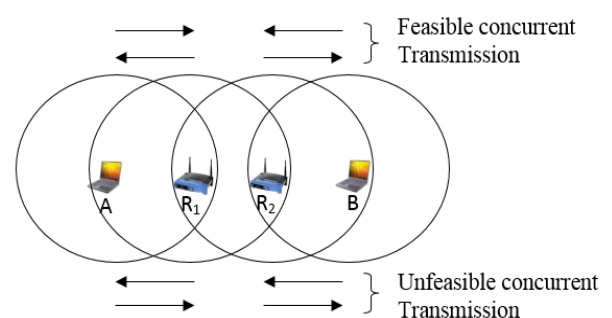 Feasible concurrent
Transmission
A R₁ R₂ B
Unfeasible concurrent
Transmission